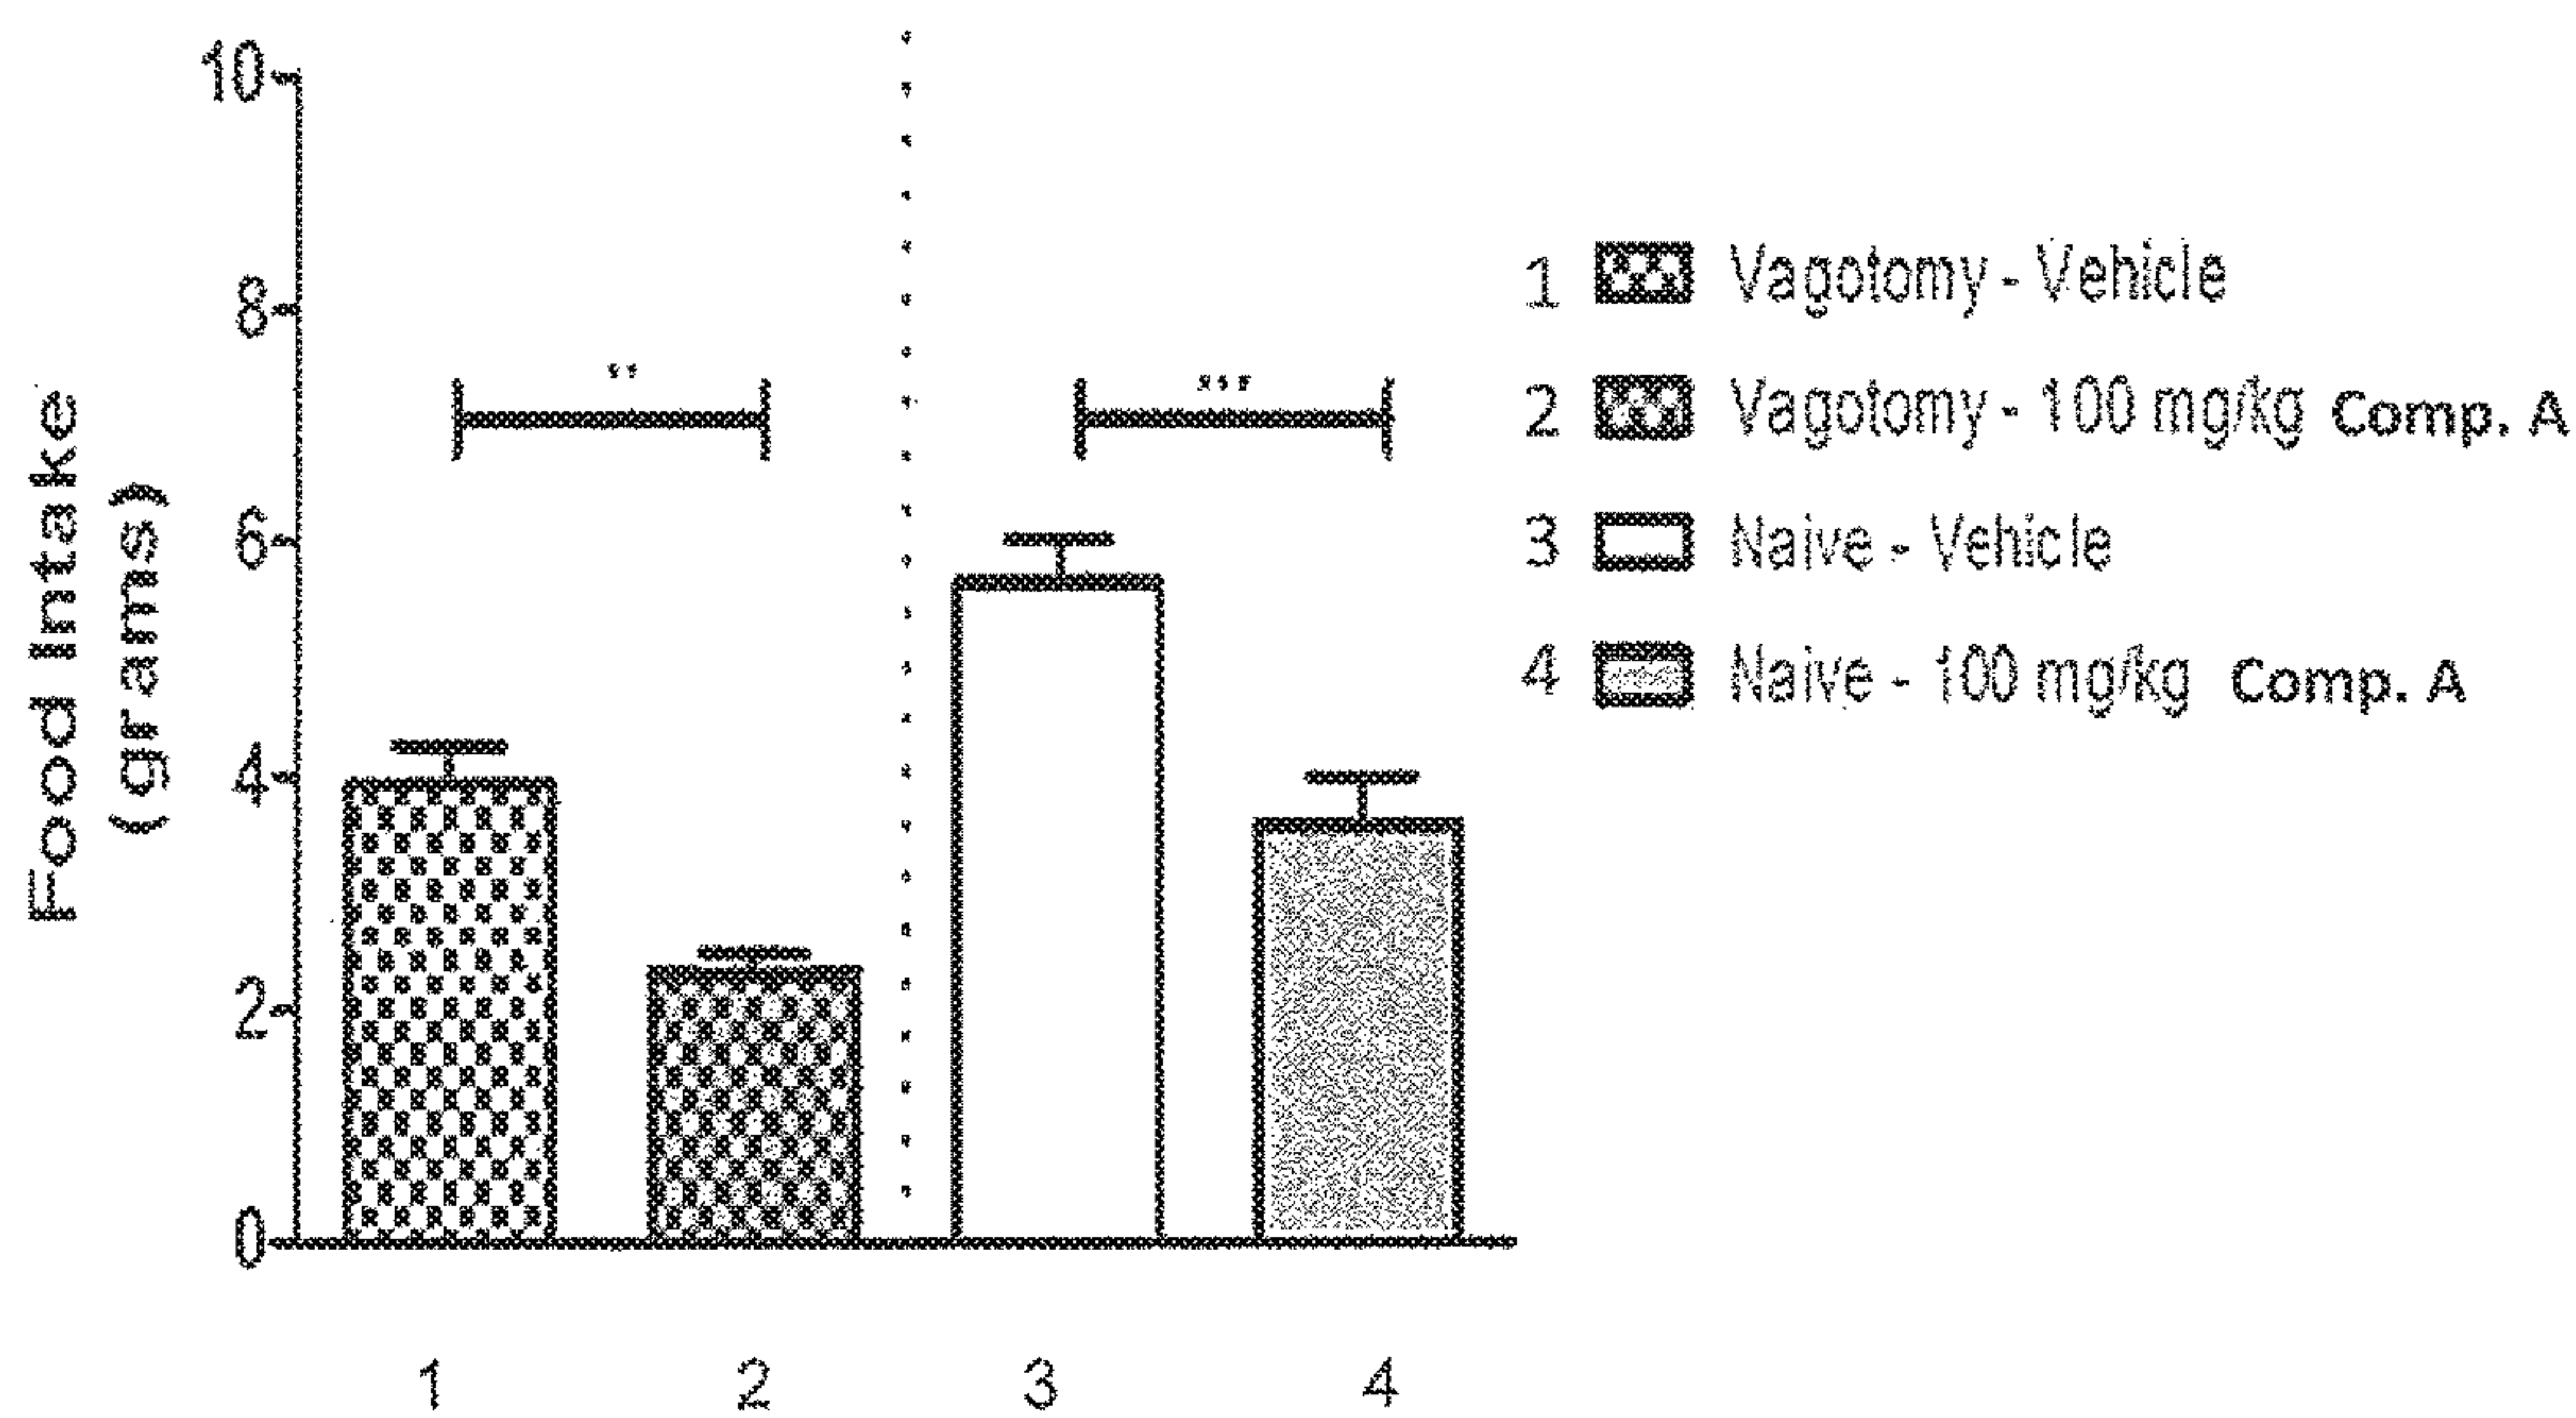 Food Intake
(grams)
10
8
6
4
2
0
**
***
1 2 3 4
1 Vagotomy - Vehicle
2 Vagotomy - 100 mg/kg Comp. A
3 Naive - Vehicle
4 Naive - 100 mg/kg Comp. A